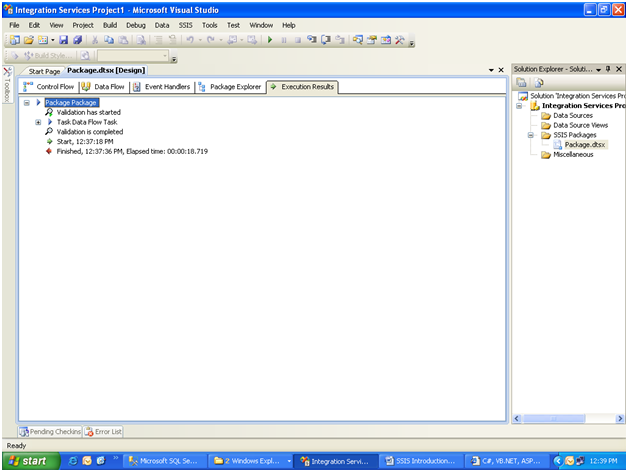 Integration Services Project1 - Microsoft Visual Studio
File Edit View Project Build Debug Data SSIS Tools Test Window Help
Build Style...
Start Page Package.dtsx [Design]
Control Flow Data Flow Event Handlers Package Explorer Execution Results
Toolbox
Package Package
Validation has started
Task Data Flow Task
Validation is completed
Start, 12:37:18 PM
Finished, 12:37:36 PM, Elapsed time: 00:00:18.719
Solution Explorer - Soluti...
Solution 'Integration Services Pr
Integration Services Pro
Data Sources
Data Source Views
SSIS Packages
Package.dtsx
Miscellaneous
Pending Checkins Error List
Ready
start
Microsoft SQL Se...
2 Windows Expl...
Integration Servi...
SSIS Introduction...
C#, VB.NET, ASP...
12:39 PM